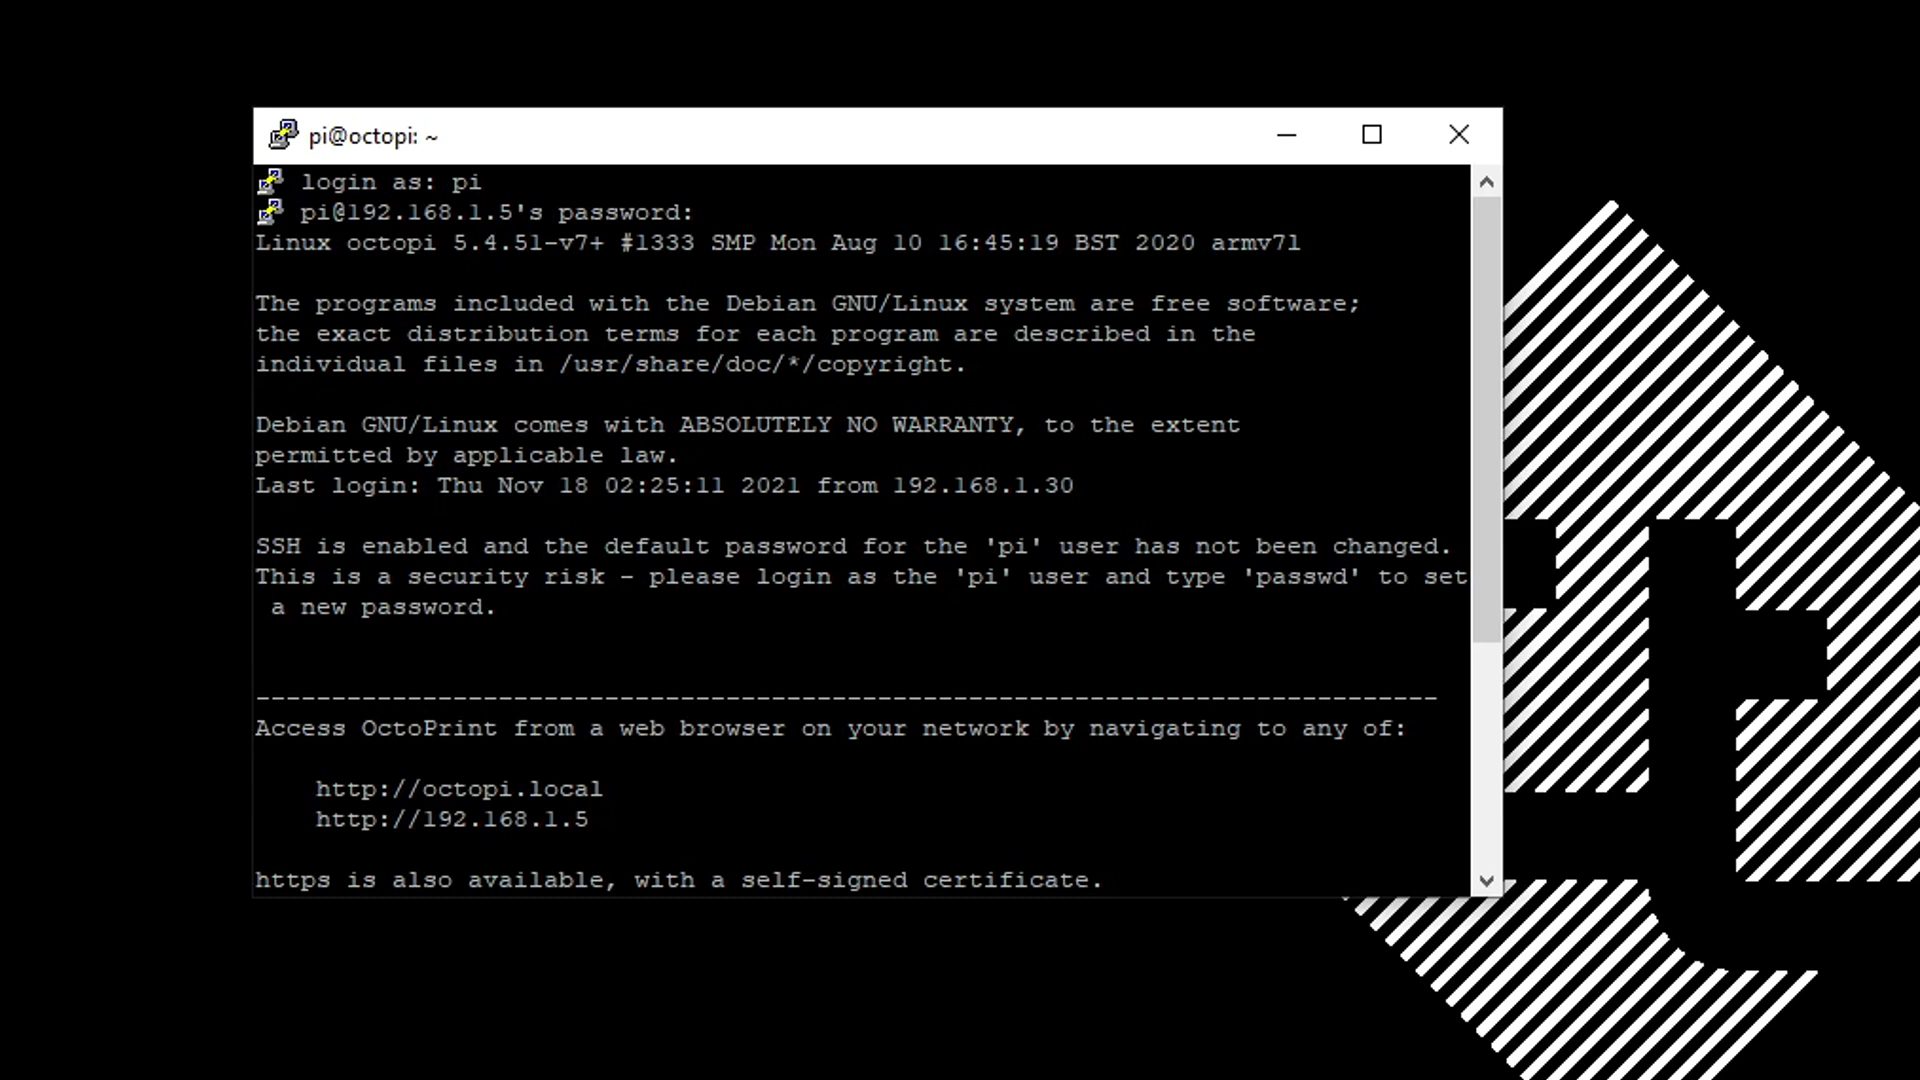 pi@octopi: ~
login as: pi
pi@192.168.1.5's password:
Linux octopi 5.4.51-v7+ #1333 SMP Mon Aug 10 16:45:19 BST 2020 armv7l
The programs included with the Debian GNU/Linux system are free software;
the exact distribution terms for each program are described in the
individual files in /usr/share/doc/*/copyright.
Debian GNU/Linux comes with ABSOLUTELY NO WARRANTY, to the extent
permitted by applicable law.
Last login: Thu Nov 18 02:25:11 2021 from 192.168.1.30
SSH is enabled and the default password for the 'pi' user has not been changed.
This is a security risk - please login as the 'pi' user and type 'passwd' to set
a new password.
------------------------------------------------------------------------------
Access OctoPrint from a web browser on your network by navigating to any of:
http://octopi.local
http://192.168.1.5
https is also available, with a self-signed certificate.